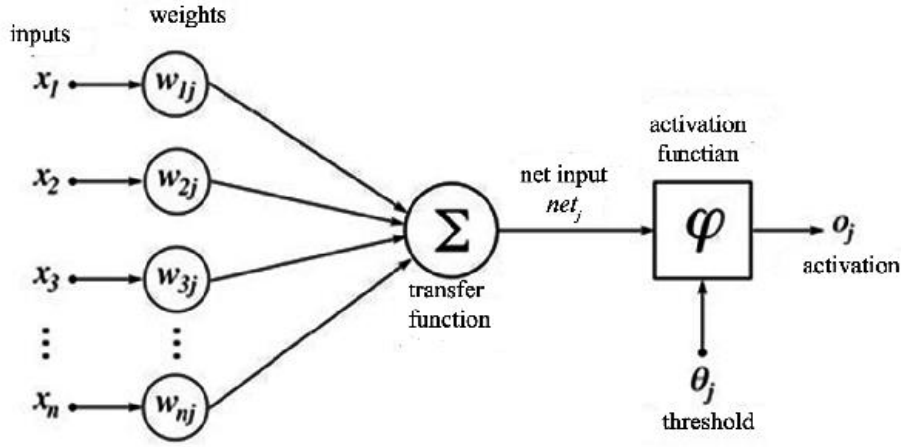 inputs
weights
x1
w1j
x2
w2j
x3
w3j
xn
wnj
Σ
transfer
function
net input
netj
activation
functian
φ
oj
activation
θj
threshold